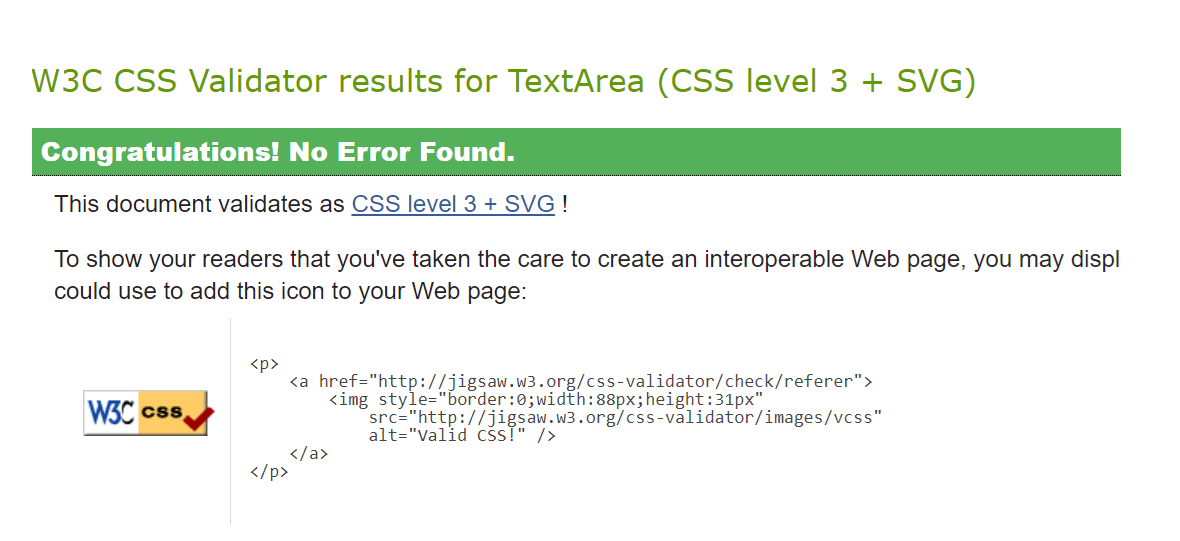 W3C CSS Validator results for TextArea (CSS level 3 + SVG)
Congratulations! No Error Found.
This document validates as CSS level 3 + SVG !
To show your readers that you've taken the care to create an interoperable Web page, you may displ
could use to add this icon to your Web page:
W3C css
<p>
<a href="http://jigsaw.w3.org/css-validator/check/referer">
<img style="border:0;width:88px;height:31px"
src="http://jigsaw.w3.org/css-validator/images/vcss"
alt="Valid CSS!" />
</a>
</p>